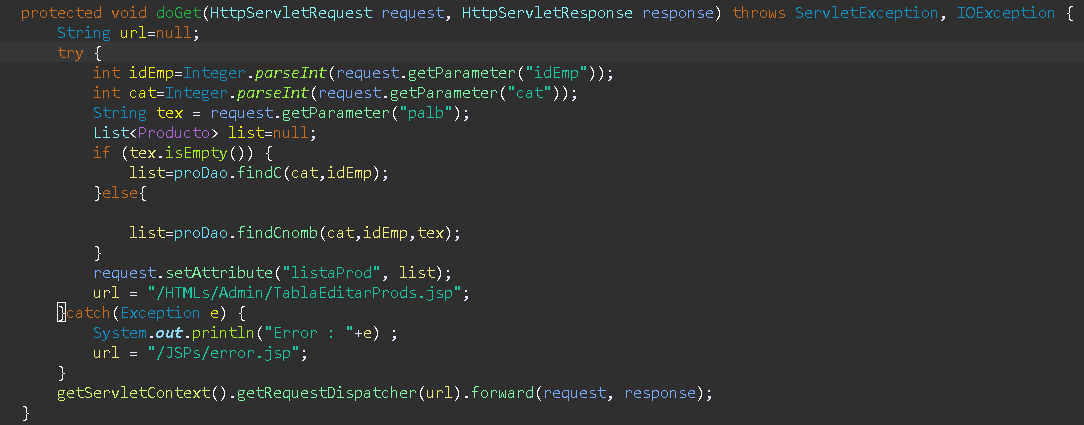 protected void doGet(HttpServletRequest request, HttpServletResponse response) throws ServletException, IOException {
String url=null;
try {
int idEmp=Integer.parseInt(request.getParameter("idEmp"));
int cat=Integer.parseInt(request.getParameter("cat"));
String tex = request.getParameter("palb");
List<Producto> list=null;
if (tex.isEmpty()) {
list=proDao.findC(cat,idEmp);
}else{
list=proDao.findCnomb(cat,idEmp,tex);
}
request.setAttribute("listaProd", list);
url = "/HTMLs/Admin/TablaEditarProds.jsp";
}catch(Exception e) {
System.out.println("Error : "+e) ;
url = "/JSPs/error.jsp";
}
getServletContext().getRequestDispatcher(url).forward(request, response);
}